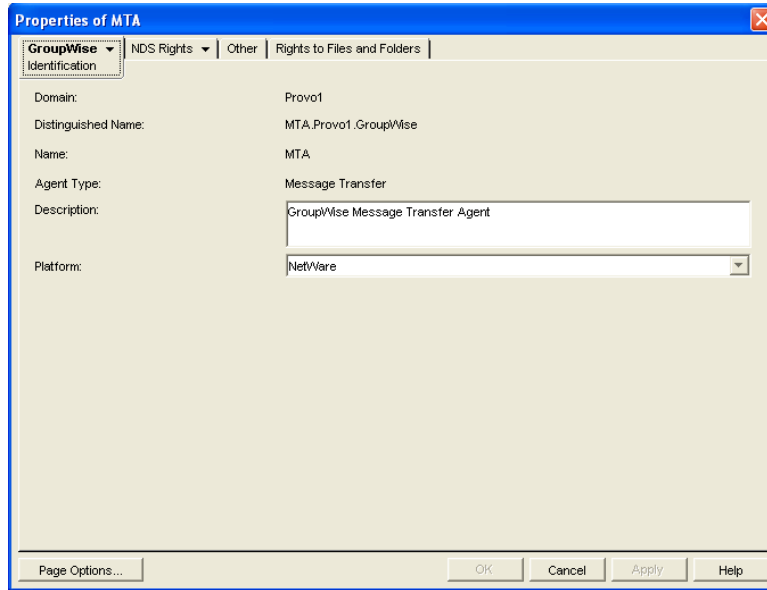 Properties of MTA
GroupWise NDS Rights Other Rights to Files and Folders
Identification
Domain: Provo1
Distinguished Name: MTA.Provo1.GroupWise
Name: MTA
Agent Type: Message Transfer
Description: GroupWise Message Transfer Agent
Platform: NetWare
Page Options... OK Cancel Apply Help